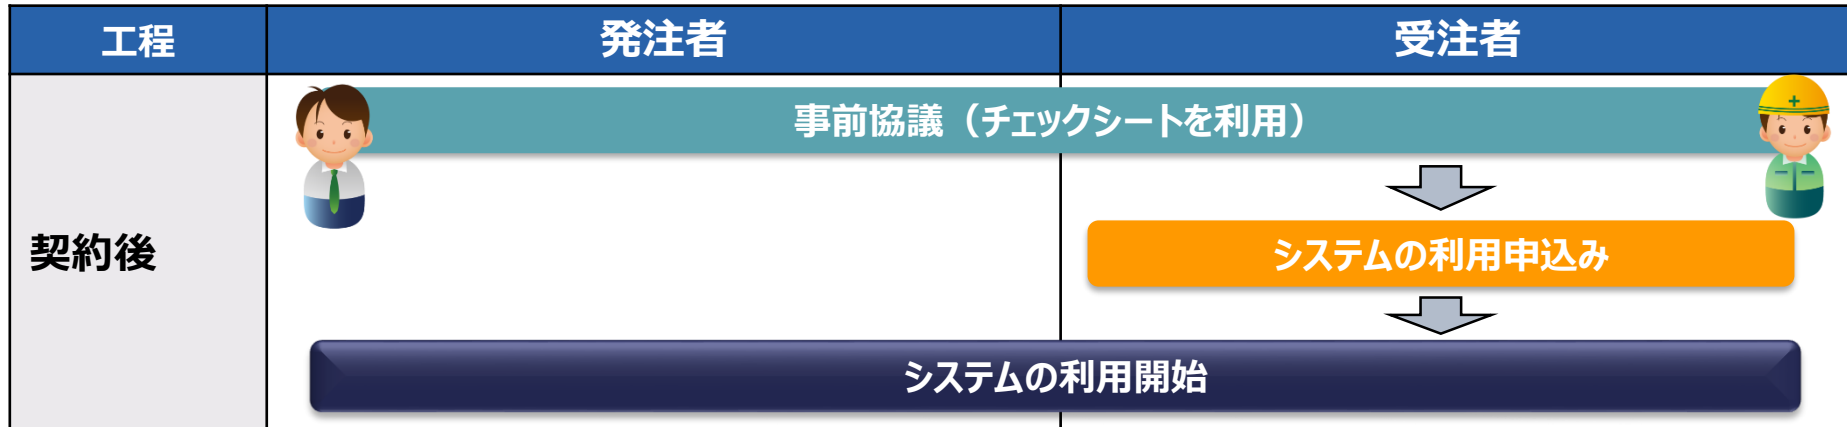 工程
発注者
受注者
事前協議（チェックシートを利用）
契約後
システムの利用申込み
システムの利用開始